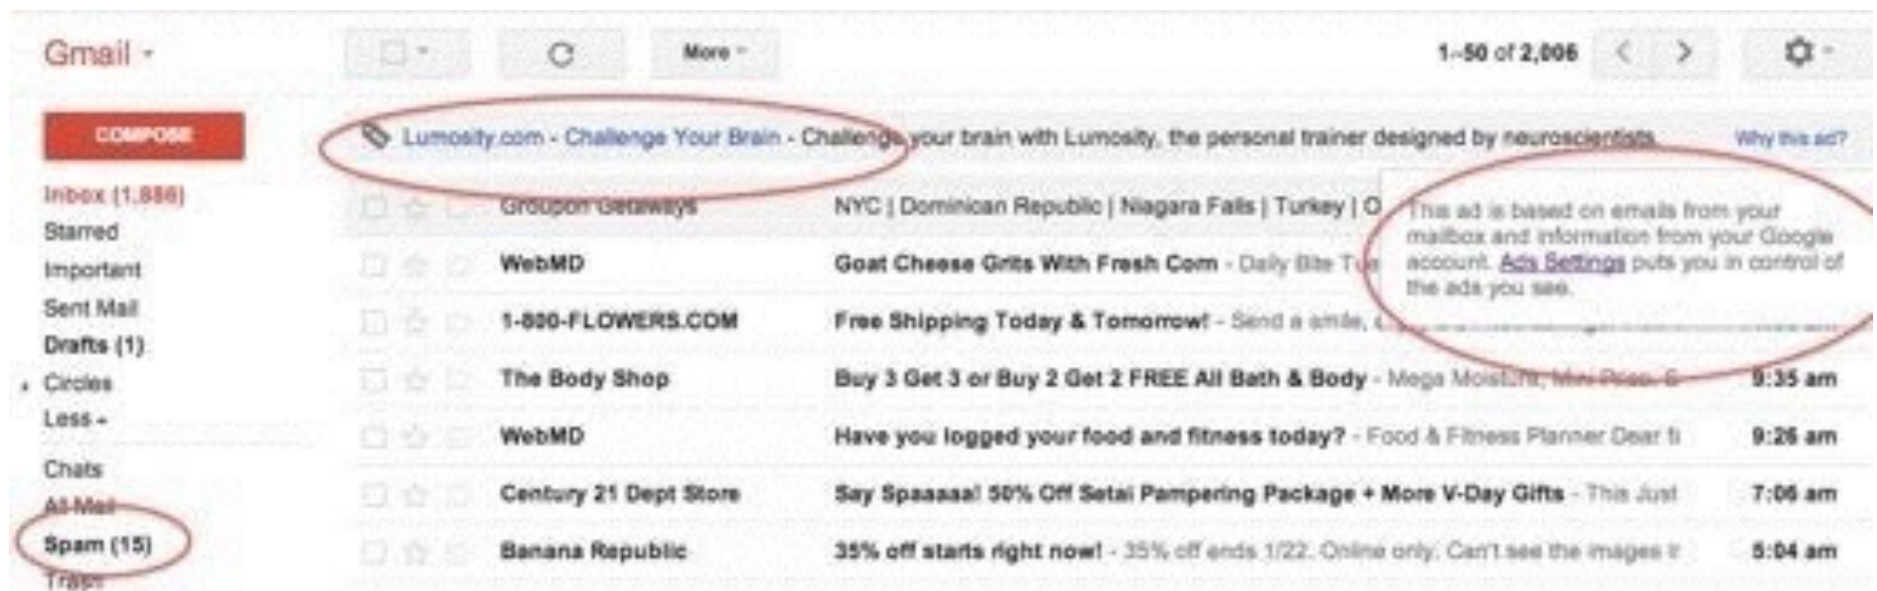 Gmail
More
1–50 of 2,006
COMPOSE
Lumosity.com - Challenge Your Brain - Challenge your brain with Lumosity, the personal trainer designed by neuroscientists. Why this ad?
Inbox (1,886)
Starred
Important
Sent Mail
Drafts (1)
Circles
Less
Chats
All Mail
Spam (15)
Trash
Groupon Getaways NYC | Dominican Republic | Niagara Falls | Turkey | O
WebMD Goat Cheese Grits With Fresh Corn - Daily Bite Tue
1-800-FLOWERS.COM Free Shipping Today & Tomorrow! - Send a smile,
The Body Shop Buy 3 Get 3 or Buy 2 Get 2 FREE All Bath & Body - Mega Moisture, Mini Price. 9:35 am
WebMD Have you logged your food and fitness today? - Food & Fitness Planner Dear 9:26 am
Century 21 Dept Store Say Spaaaaa! 50% Off Setai Pampering Package + More V-Day Gifts - This Just 7:06 am
Banana Republic 35% off starts right now! - 35% off ends 1/22. Online only. Can't see the images 5:04 am
This ad is based on emails from your
mailbox and information from your Google
account. Ads Settings puts you in control of
the ads you see.